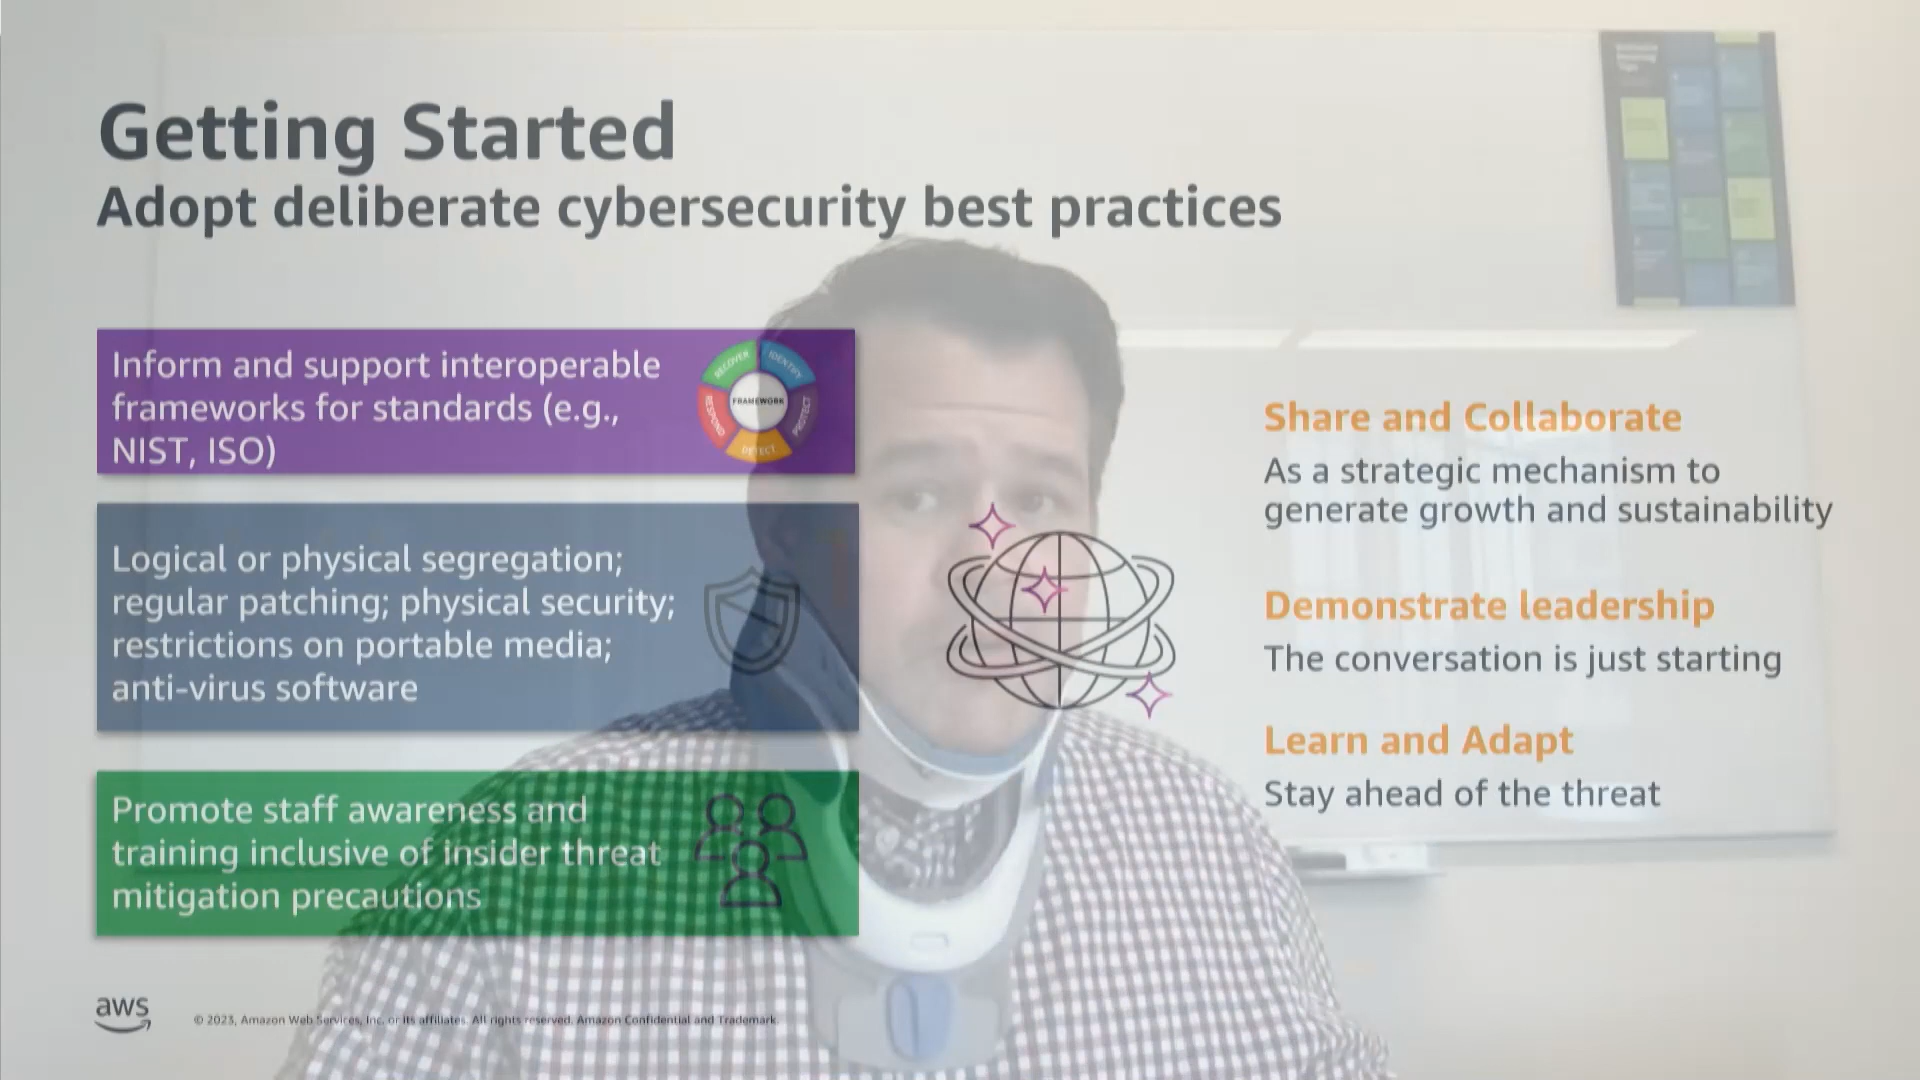 Getting Started
Adopt deliberate cybersecurity best practices
Inform and support interoperable
frameworks for standards (e.g.,
NIST, ISO)
RECOVER
IDENTIFY
PROTECT
DETECT
RESPOND
FRAMEWORK
Logical or physical segregation;
regular patching; physical security;
restrictions on portable media;
anti-virus software
Promote staff awareness and
training inclusive of insider threat
mitigation precautions
Share and Collaborate
As a strategic mechanism to
generate growth and sustainability
Demonstrate leadership
The conversation is just starting
Learn and Adapt
Stay ahead of the threat
aws
© 2023, Amazon Web Services, Inc. or its affiliates. All rights reserved. Amazon Confidential and Trademark.